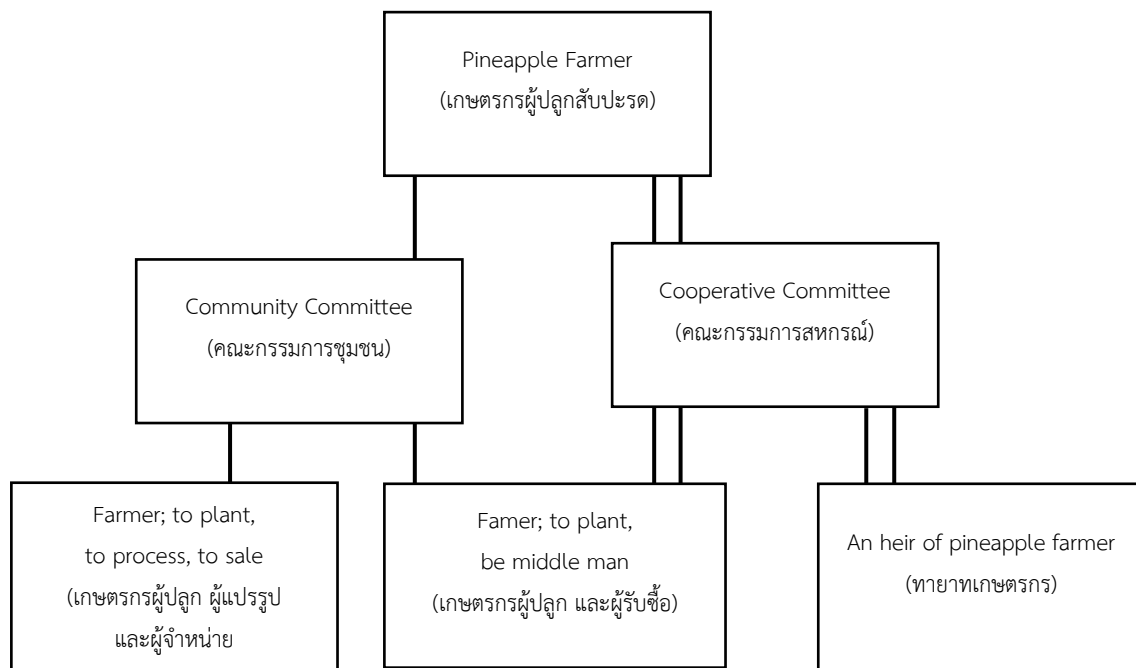 Pineapple Farmer
(เกษตรกรผู้ปลูกสับปะรด)
Community Committee
(คณะกรรมการชุมชน)
Cooperative Committee
(คณะกรรมการสหกรณ์)
Farmer; to plant,
to process, to sale
(เกษตรกรผู้ปลูก ผู้แปรรูป
และผู้จำหน่าย
Famer; to plant,
be middle man
(เกษตรกรผู้ปลูก และผู้รับซื้อ)
An heir of pineapple farmer
(ทายาทเกษตรกร)